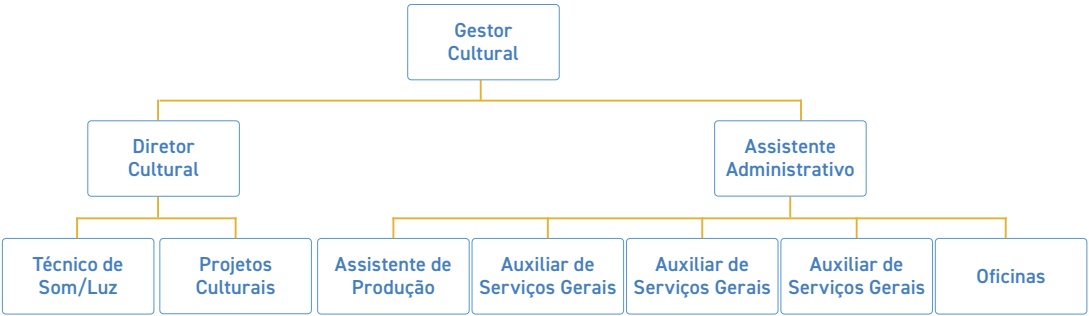 Gestor
Cultural
Diretor
Cultural
Assistente
Administrativo
Técnico de
Som/Luz
Projetos
Culturais
Assistente de
Produção
Auxiliar de
Serviços Gerais
Auxiliar de
Serviços Gerais
Auxiliar de
Serviços Gerais
Oficinas